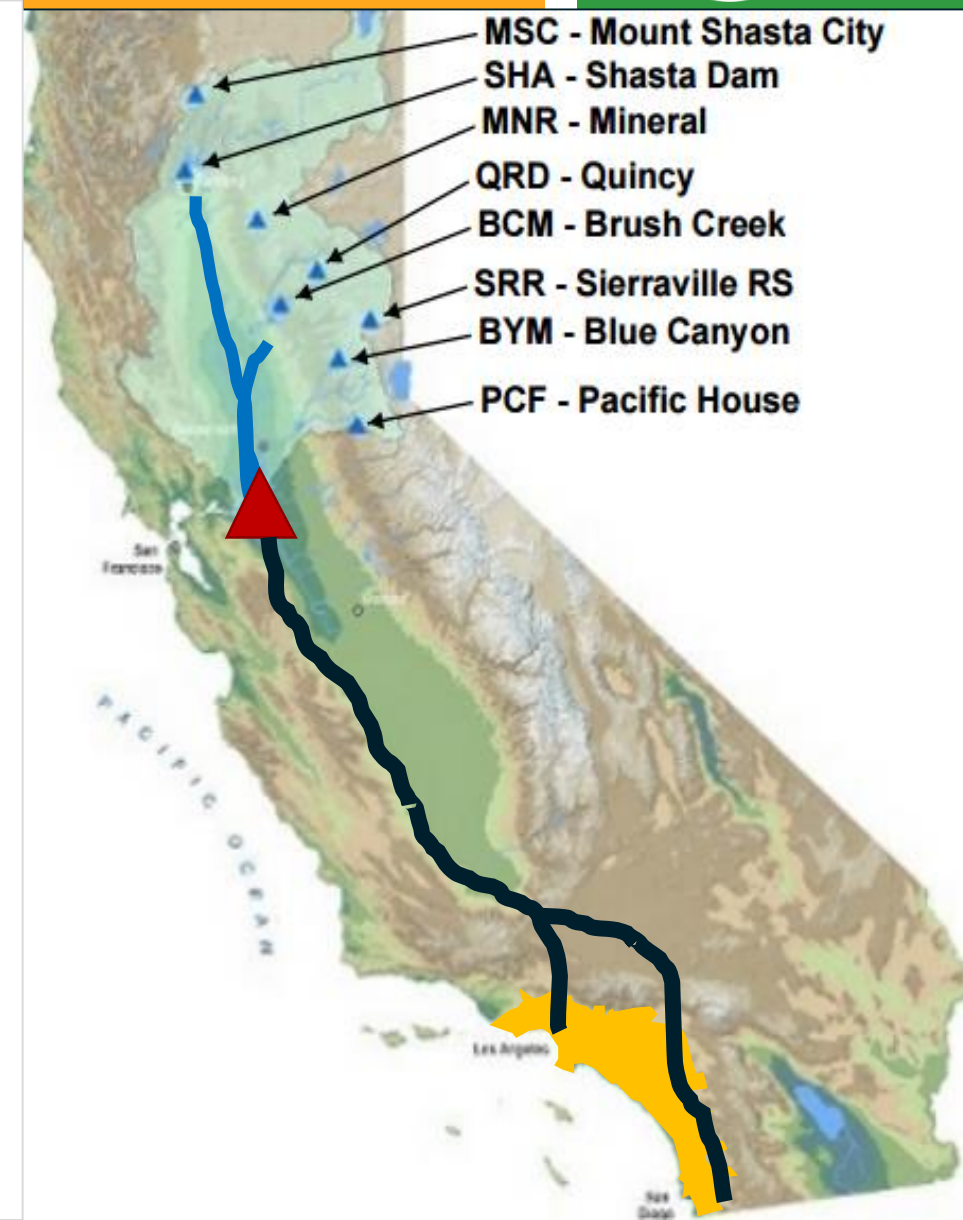 MSC - Mount Shasta City
SHA - Shasta Dam
MNR - Mineral
QRD - Quincy
BCM - Brush Creek
SRR - Sierraville RS
BYM - Blue Canyon
PCF - Pacific House
San
Francisco
PACIFIC OCEAN
Los Angeles
San
Diego